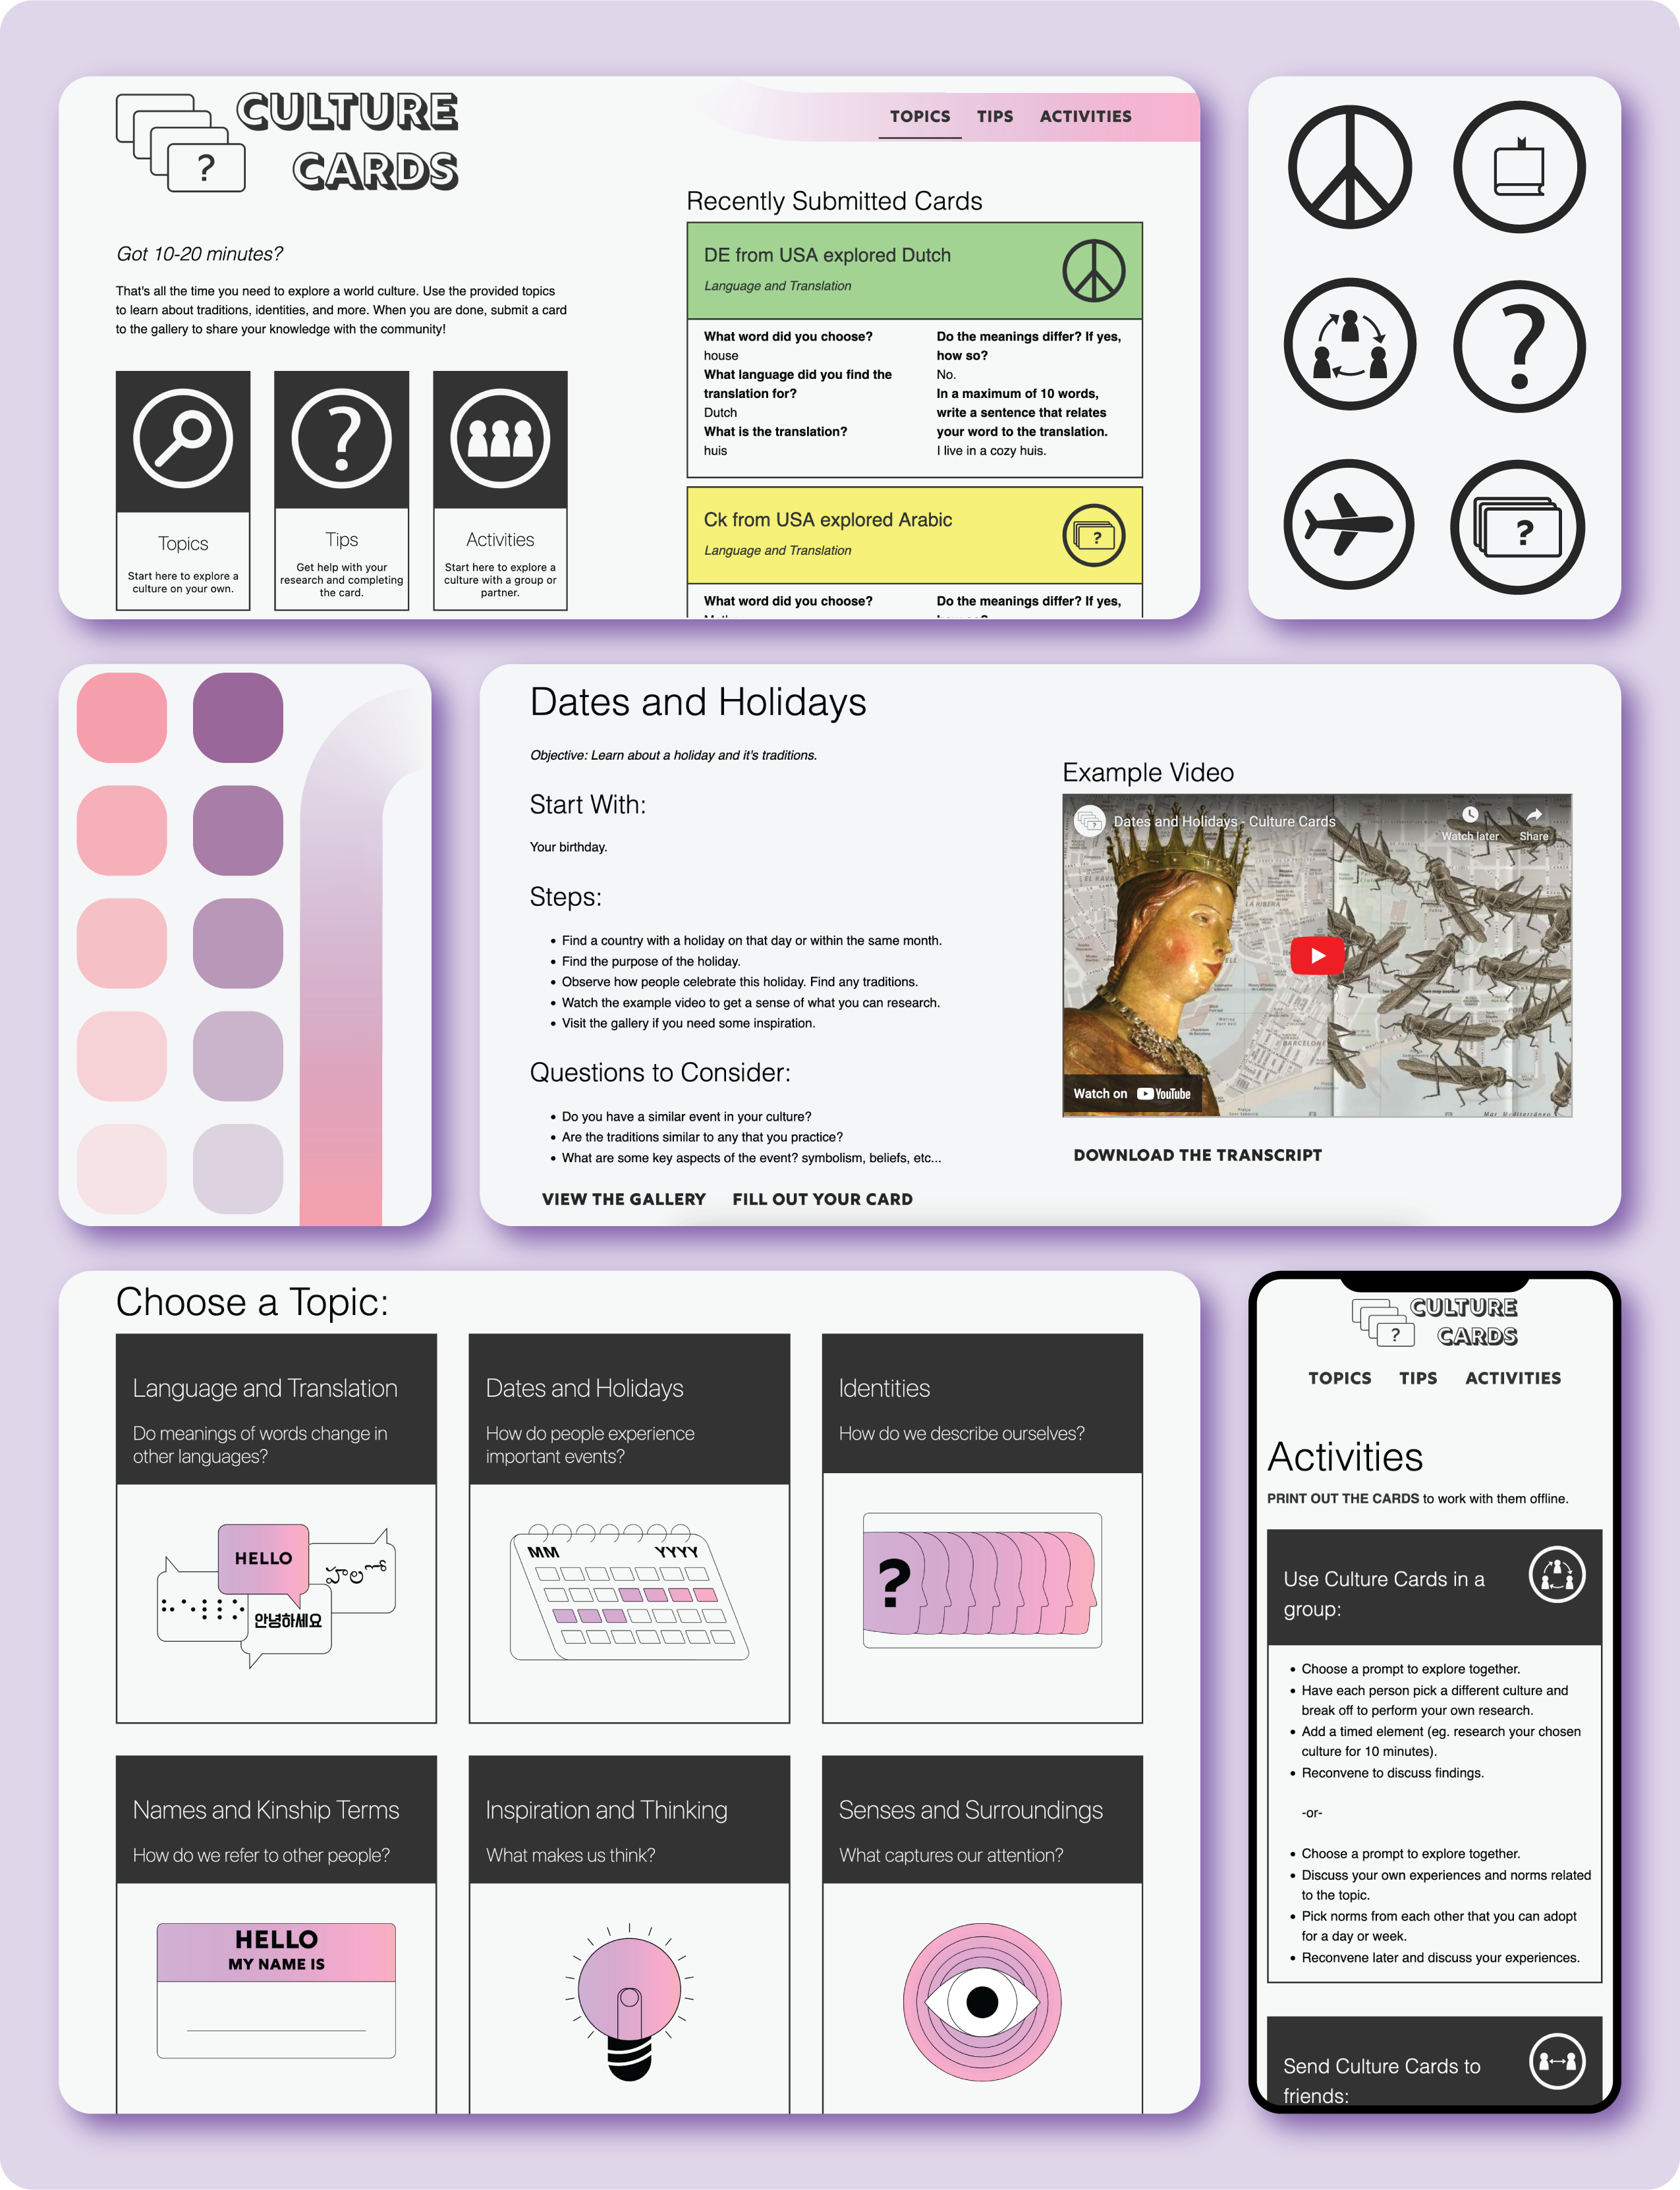 CULTURE
CARDS
?
TOPICS TIPS ACTIVITIES
Got 10-20 minutes?
That's all the time you need to explore a world culture. Use the provided topics
to learn about traditions, identities, and more. When you are done, submit a card
to the gallery to share your knowledge with the community!
?
Topics
Start here to explore a
culture on your own.
Tips
Get help with your
research and completing
the card.
Activities
Start here to explore a
culture with a group or
partner.
Recently Submitted Cards
DE from USA explored Dutch
Language and Translation
What word did you choose?
house
What language did you find the
translation for?
Dutch
What is the translation?
huis
Do the meanings differ? If yes,
how so?
No.
In a maximum of 10 words,
write a sentence that relates
your word to the translation.
I live in a cozy huis.
Ck from USA explored Arabic
Language and Translation
?
What word did you choose?
Do the meanings differ? If yes,
?
?
Dates and Holidays
Objective: Learn about a holiday and it's traditions.
Start With:
Your birthday.
Steps:
• Find a country with a holiday on that day or within the same month.
• Find the purpose of the holiday.
• Observe how people celebrate this holiday. Find any traditions.
• Watch the example video to get a sense of what you can research.
• Visit the gallery if you need some inspiration.
Questions to Consider:
• Do you have a similar event in your culture?
• Are the traditions similar to any that you practice?
• What are some key aspects of the event? symbolism, beliefs, etc...
VIEW THE GALLERY FILL OUT YOUR CARD
Example Video
Dates and Holidays - Culture Cards
Watch later Share
LA RIBERA
BARCELONE
Mar Mediterráneo
Watch on YouTube
DOWNLOAD THE TRANSCRIPT
Choose a Topic:
Language and Translation
Do meanings of words change in
other languages?
HELLO
హలో
⠓⠑⠇⠇⠕
안녕하세요
Dates and Holidays
How do people experience
important events?
MM YYYY
Identities
How do we describe ourselves?
?
Names and Kinship Terms
How do we refer to other people?
HELLO
MY NAME IS
Inspiration and Thinking
What makes us think?
Senses and Surroundings
What captures our attention?
CULTURE
CARDS
?
TOPICS TIPS ACTIVITIES
Activities
PRINT OUT THE CARDS to work with them offline.
Use Culture Cards in a
group:
• Choose a prompt to explore together.
• Have each person pick a different culture and
break off to perform your own research.
• Add a timed element (eg. research your chosen
culture for 10 minutes).
• Reconvene to discuss findings.
-or-
• Choose a prompt to explore together.
• Discuss your own experiences and norms related
to the topic.
• Pick norms from each other that you can adopt
for a day or week.
• Reconvene later and discuss your experiences.
Send Culture Cards to
friends: